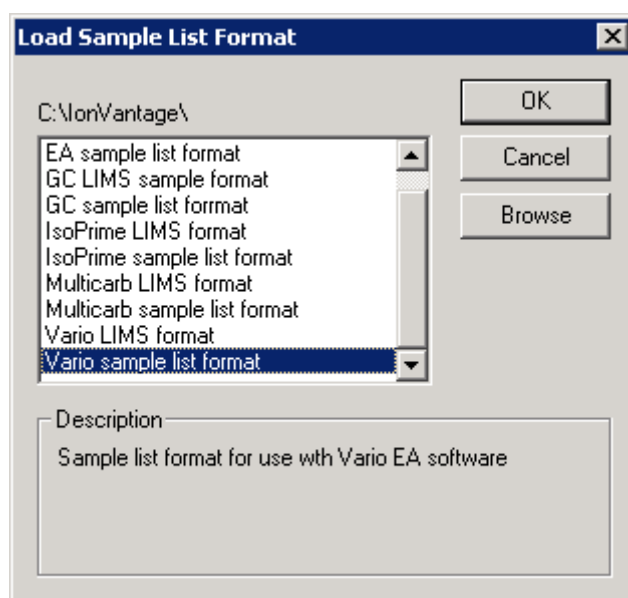 Load Sample List Format
C:\IonVantage\
OK
EA sample list format
GC LIMS sample format
GC sample list format
IsoPrime LIMS format
IsoPrime sample list format
Multicarb LIMS format
Multicarb sample list format
Vario LIMS format
Vario sample list format
Cancel
Browse
Description
Sample list format for use wth Vario EA software